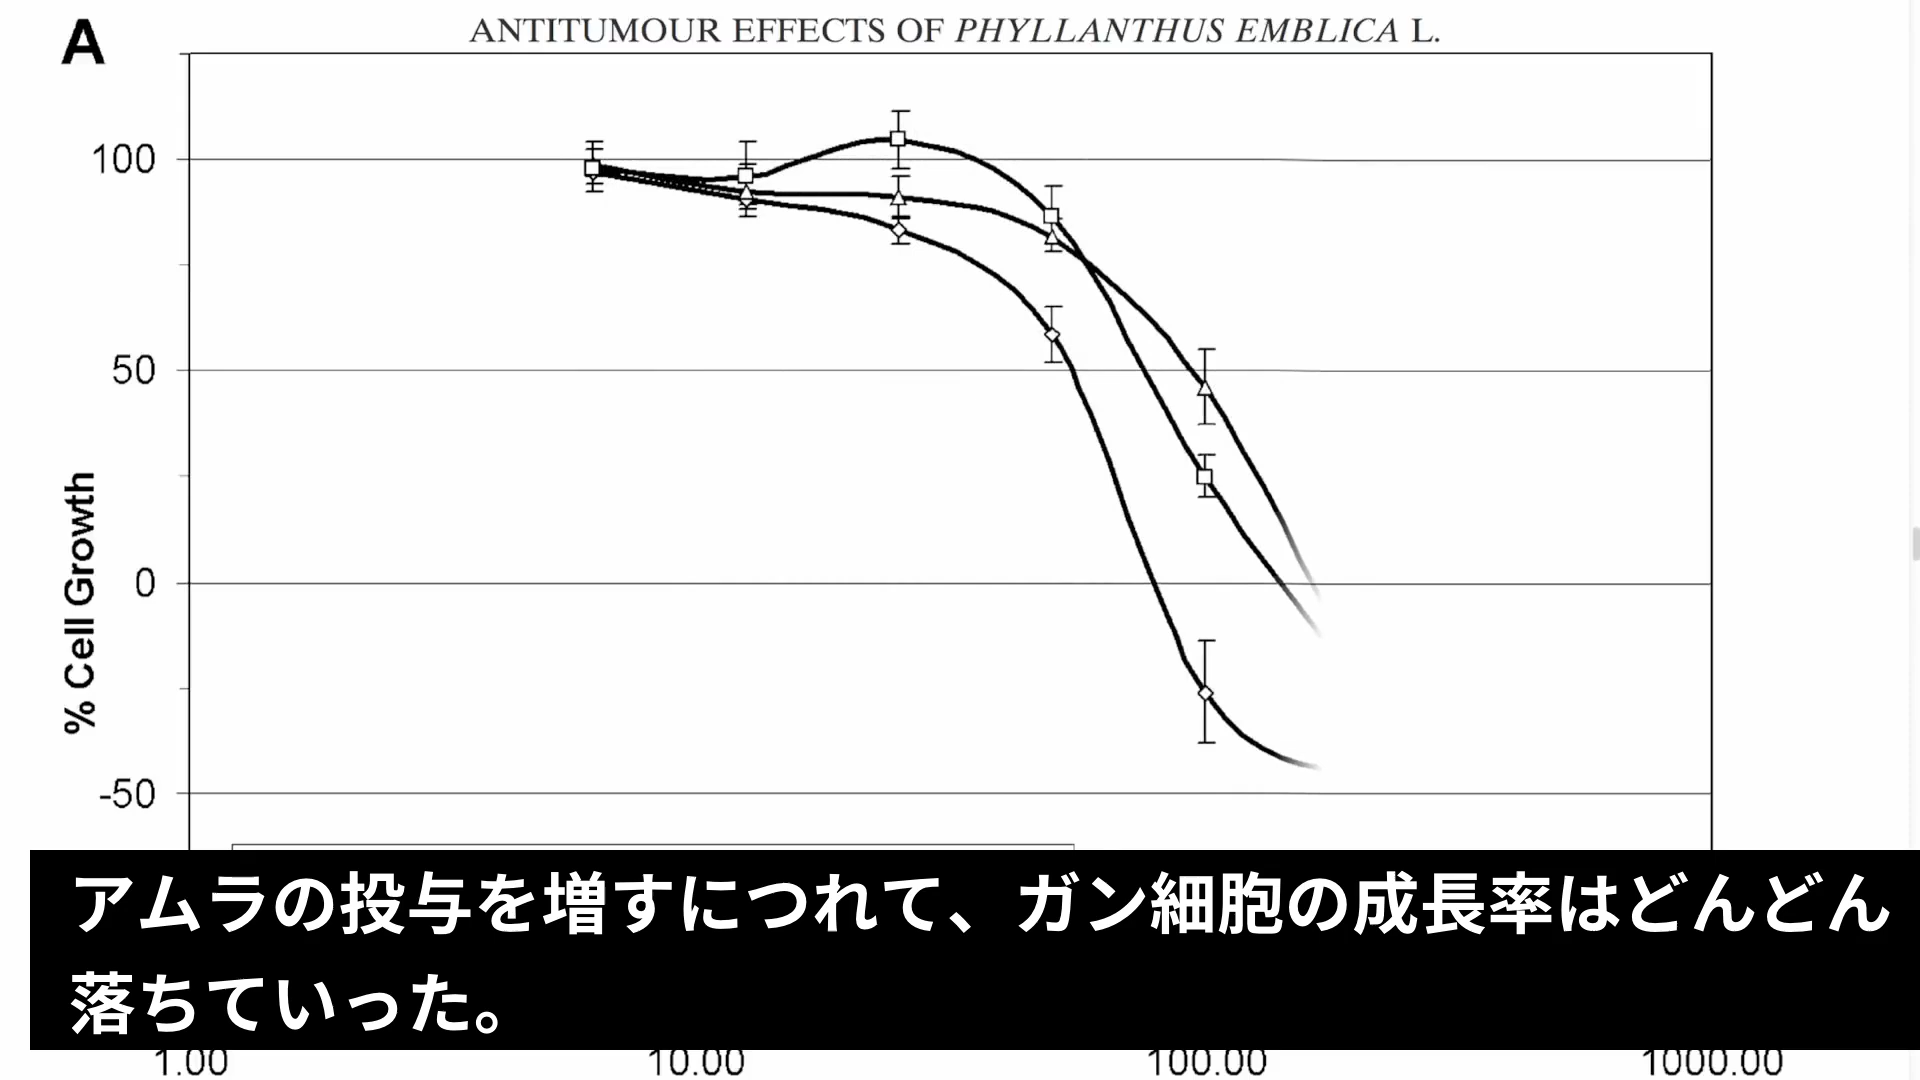 A
ANTITUMOUR EFFECTS OF PHYLLANTHUS EMBLICA L.
100
50
0
-50
% Cell Growth
アムラの投与を増すにつれて、ガン細胞の成長率はどんどん
落ちていった。
1.00
10.00
100.00
1000.00